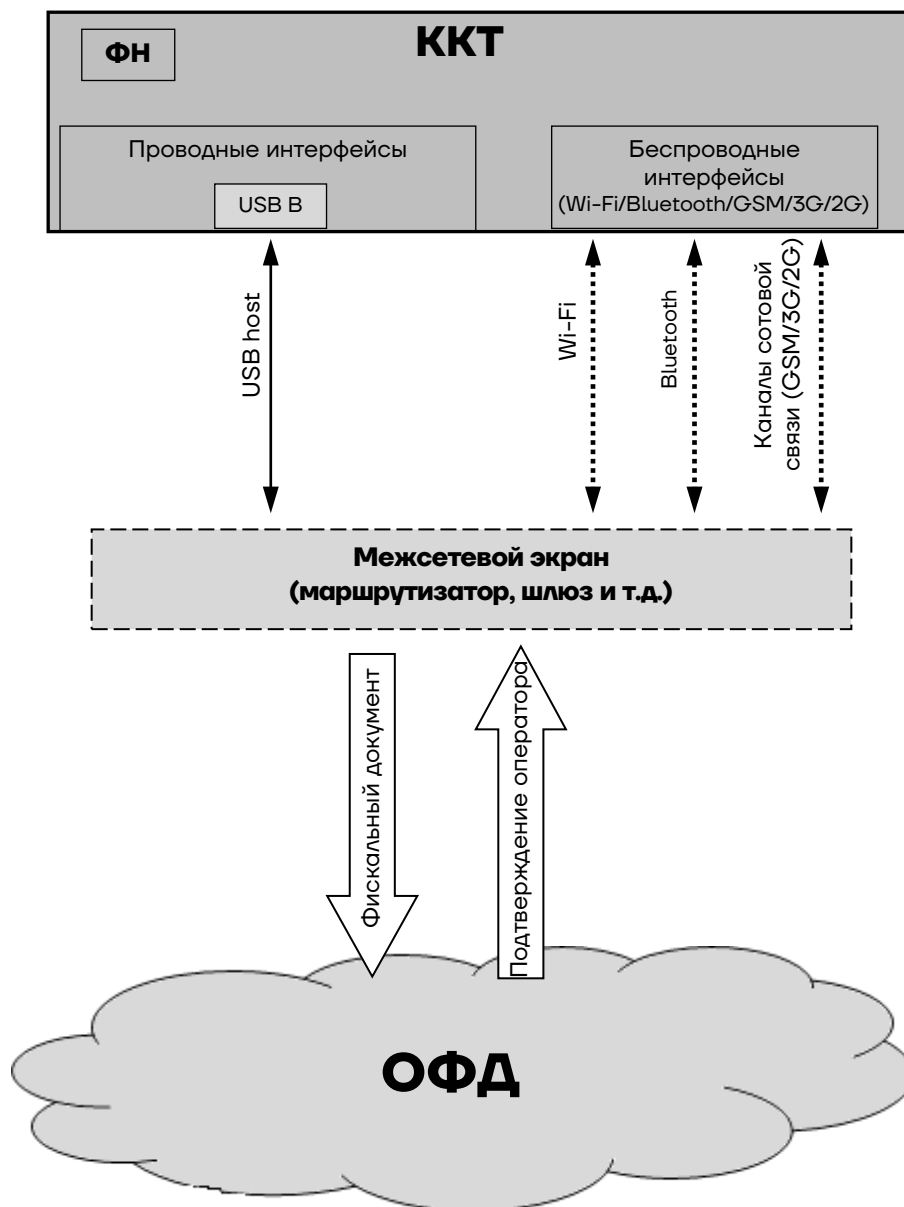 ККТ
ФН
Проводные интерфейсы
USB B
Беспроводные
интерфейсы
(Wi-Fi/Bluetooth/GSM/3G/2G)
USB host
Wi-Fi
Bluetooth
Каналы сотовой
связи (GSM/3G/2G)
Межсетевой экран
(маршрутизатор, шлюз и т.д.)
Фискальный документ
Подтверждение оператора
ОФД